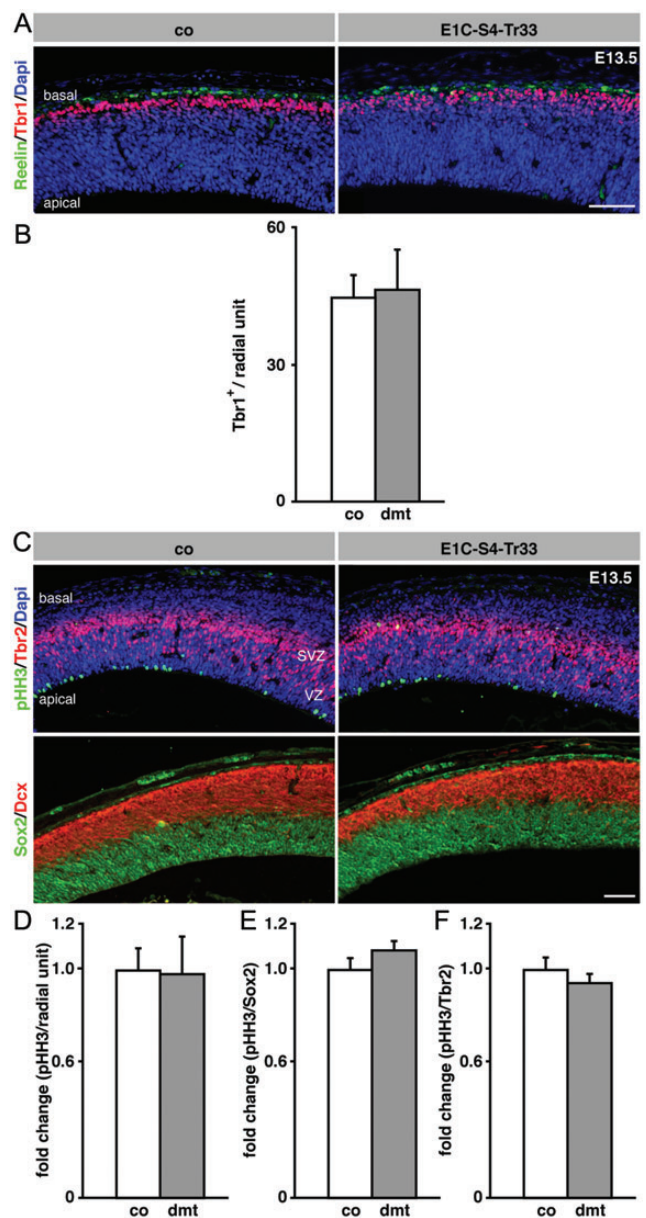 A
co
E1C-S4-Tr33
Reelin/Tbr1/Dapi
basal
apical
E13.5
B
Tbr1+/ radial unit
60
30
0
co dmt
C
co
E1C-S4-Tr33
pHH3/Tbr2/Dapi
basal
apical
SVZ
VZ
E13.5
Sox2/Dcx
D
fold change (pHH3/radial unit)
1.2
1.0
0.6
0
co dmt
E
fold change (pHH3/Sox2)
1.2
1.0
0.6
0
co dmt
F
fold change (pHH3/Tbr2)
1.2
1.0
0.6
0
co dmt